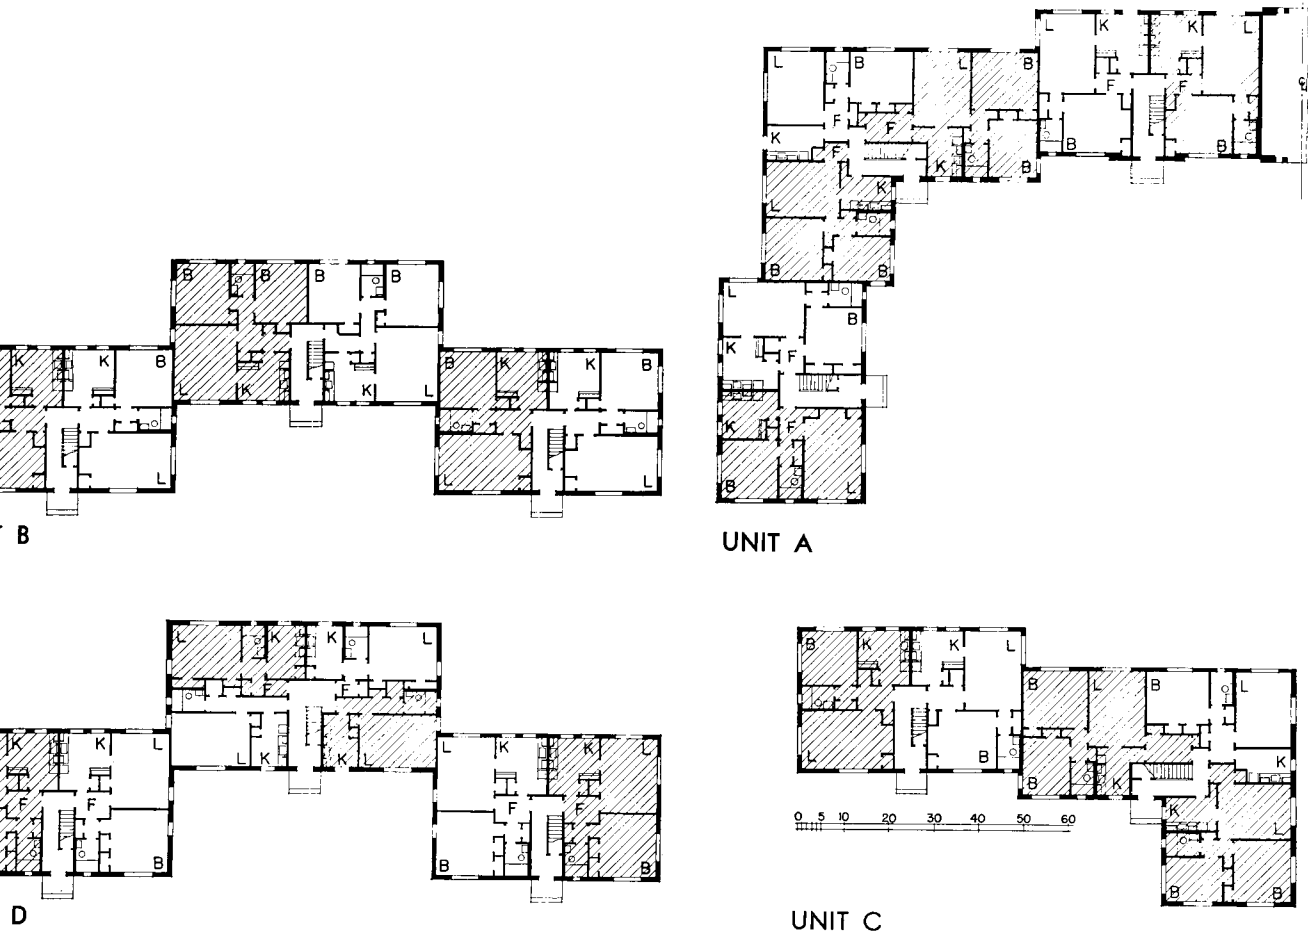 L K K L
L B L B
F F
F
K F
F
K K B B
L K
B B B B
B B
L
B
K K B B K K B
K F
L K K L
L L
K F
B L
T B
UNIT A
L K K L
F F
B K K L
B L B L
K
L K K L
K K L L K K L
L B K K
F F F F
L B B
B B B
0 5 10 20 30 40 50 60
D
UNIT C